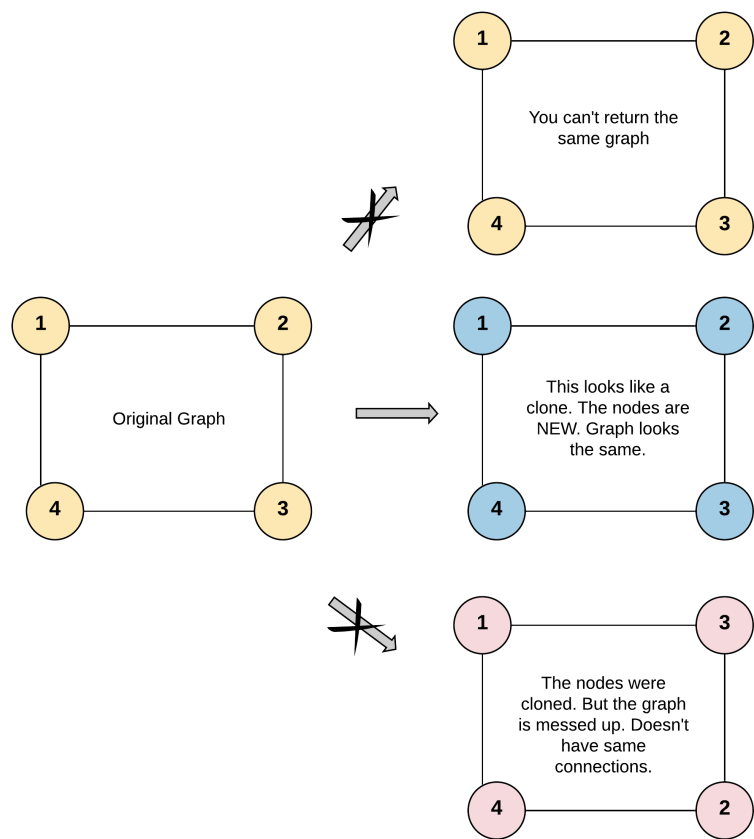 1
2
You can't return the
same graph
4
3
1
2
Original Graph
4
3
1
2
This looks like a
clone. The nodes are
NEW. Graph looks
the same.
4
3
1
3
The nodes were
cloned. But the graph
is messed up. Doesn't
have same
connections.
4
2